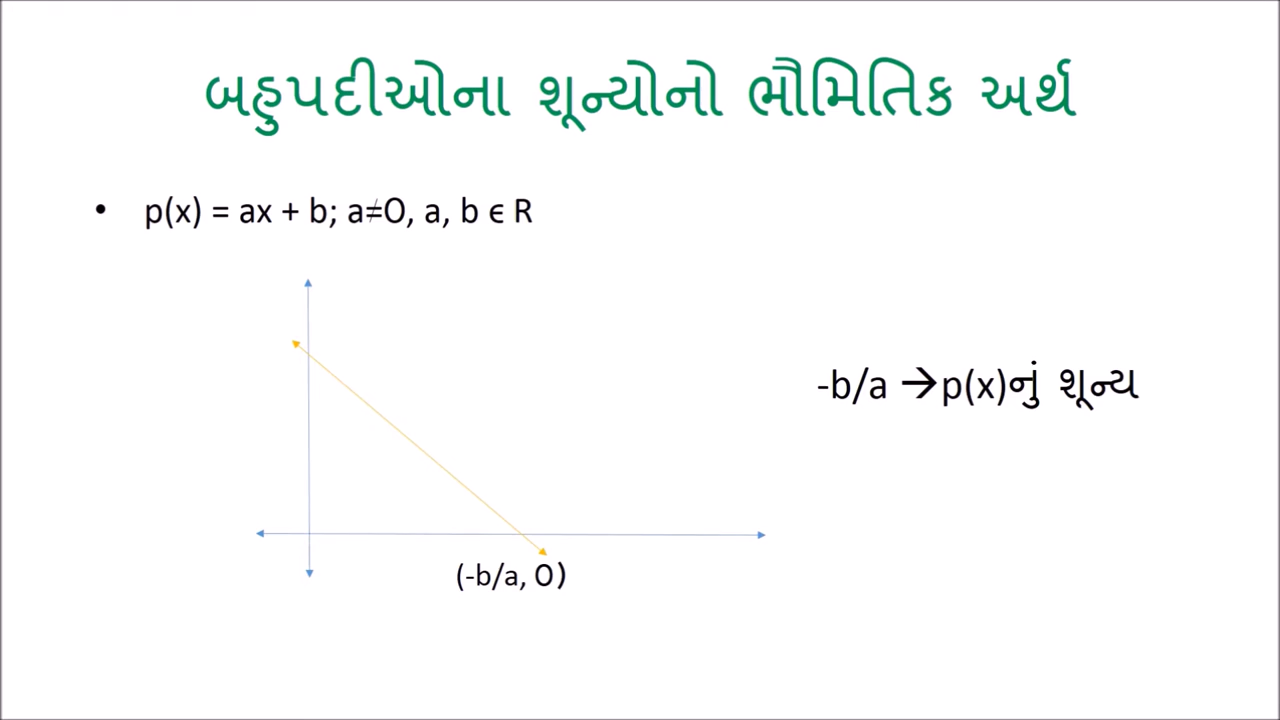 બહુપદીઓના શૂન્યોનો ભૌમિતિક અર્થ
• p(x) = ax + b; a≠0, a, b ϵ R
-b/a →p(x)નું શૂન્ય
(-b/a, 0)